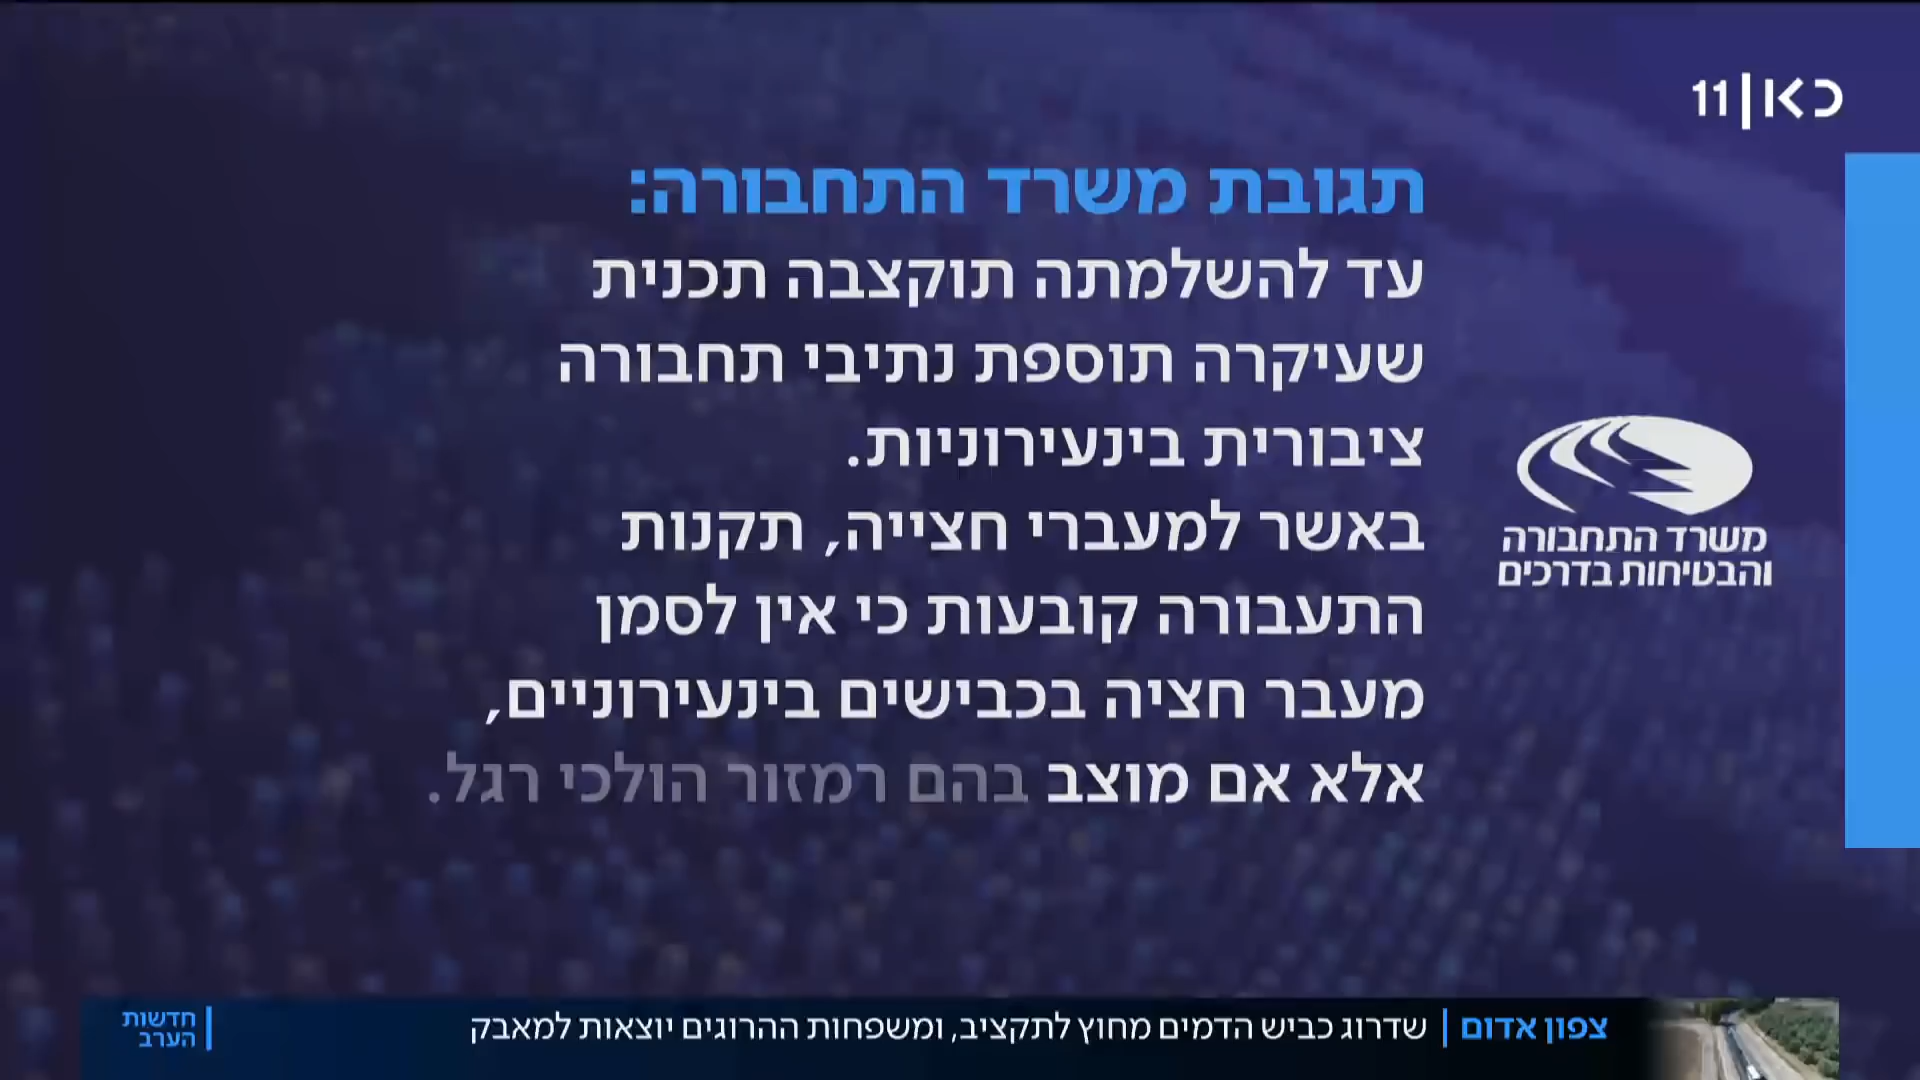 כאן 11
תגובת משרד התחבורה:
עד להשלמתה תוקצבה תכנית
שעיקרה תוספת נתיבי תחבורה
ציבורית בינעירוניות.
באשר למעברי חצייה, תקנות
התעבורה קובעות כי אין לסמן
מעבר חציה בכבישים בינעירוניים,
אלא אם מוצב בהם רמזור הולכי רגל.
משרד התחבורה
והבטיחות בדרכים
צפון אדום | שדרוג כביש הדמים מחוץ לתקציב, ומשפחות ההרוגים יוצאות למאבק
חדשות
הערב